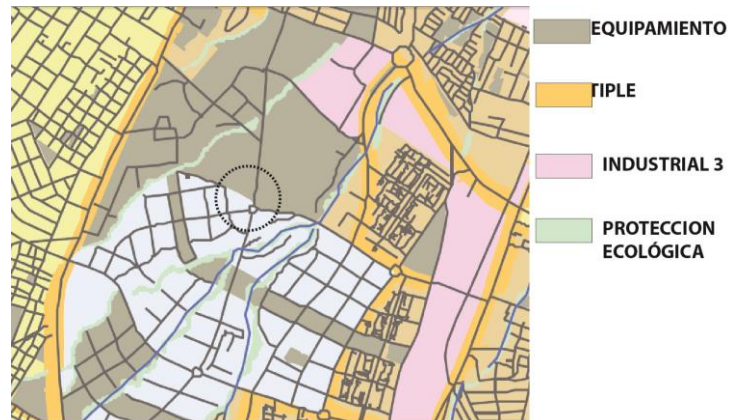 EQUIPAMIENTO
TIPLE
INDUSTRIAL 3
PROTECCION
ECOLÓGICA